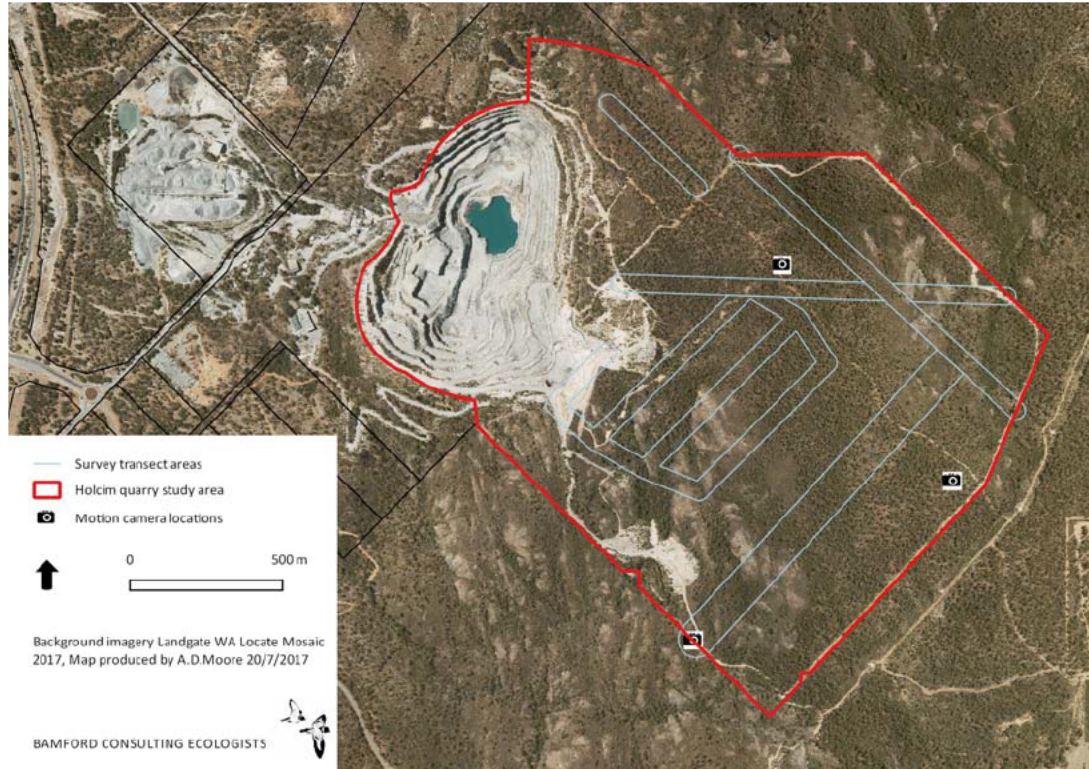 Survey transect areas
Holcim quarry study area
Motion camera locations
0 500 m
Background imagery Landgate WA Locate Mosaic
2017, Map produced by A.D.Moore 20/7/2017
BAMFORD CONSULTING ECOLOGISTS